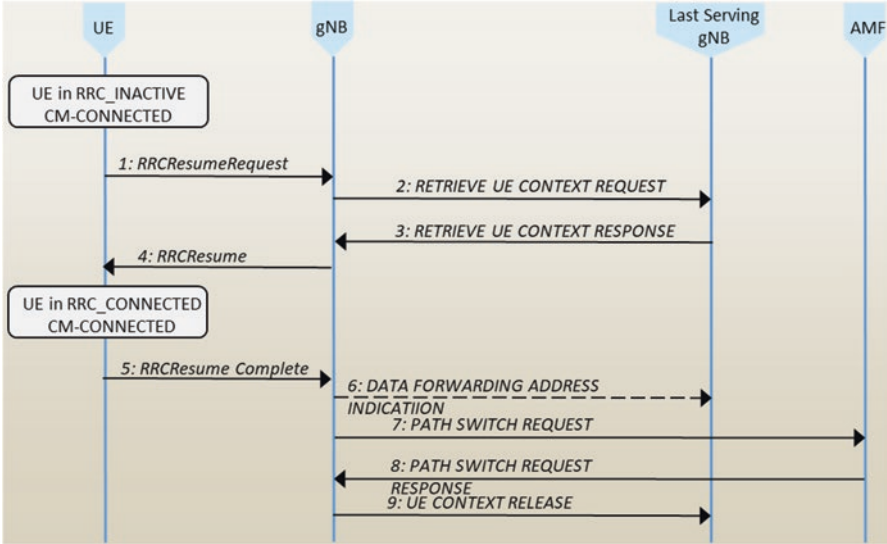 UE
gNB
Last Serving
gNB
AMF
UE in RRC_INACTIVE
CM-CONNECTED
1: RRCResumeRequest
2: RETRIEVE UE CONTEXT REQUEST
3: RETRIEVE UE CONTEXT RESPONSE
4: RRCResume
UE in RRC_CONNECTED
CM-CONNECTED
5: RRCResume Complete
6: DATA FORWARDING ADDRESS
INDICATIION
7: PATH SWITCH REQUEST
8: PATH SWITCH REQUEST
RESPONSE
9: UE CONTEXT RELEASE